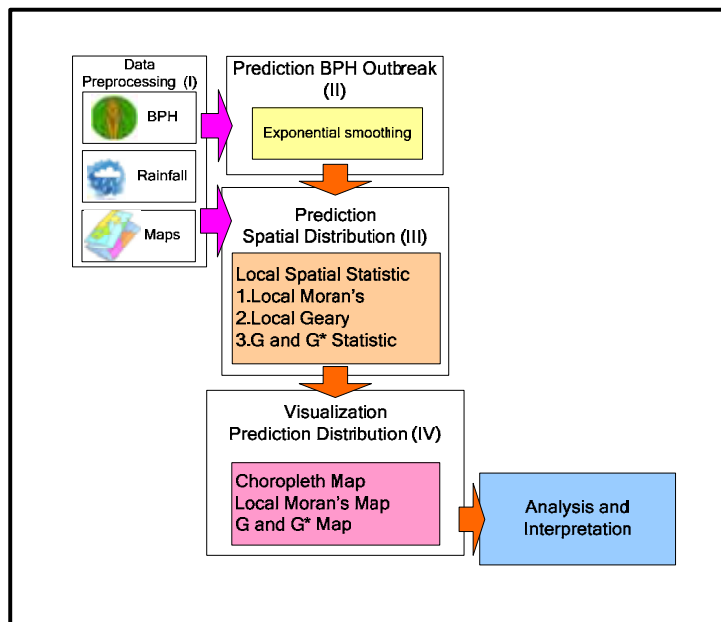 Data
Preprocessing (I)
BPH
Rainfall
Maps
Prediction BPH Outbreak
(II)
Exponential smoothing
Prediction
Spatial Distribution (III)
Local Spatial Statistic
1.Local Moran's
2.Local Geary
3.G and G* Statistic
Visualization
Prediction Distribution (IV)
Choropleth Map
Local Moran's Map
G and G* Map
Analysis and
Interpretation